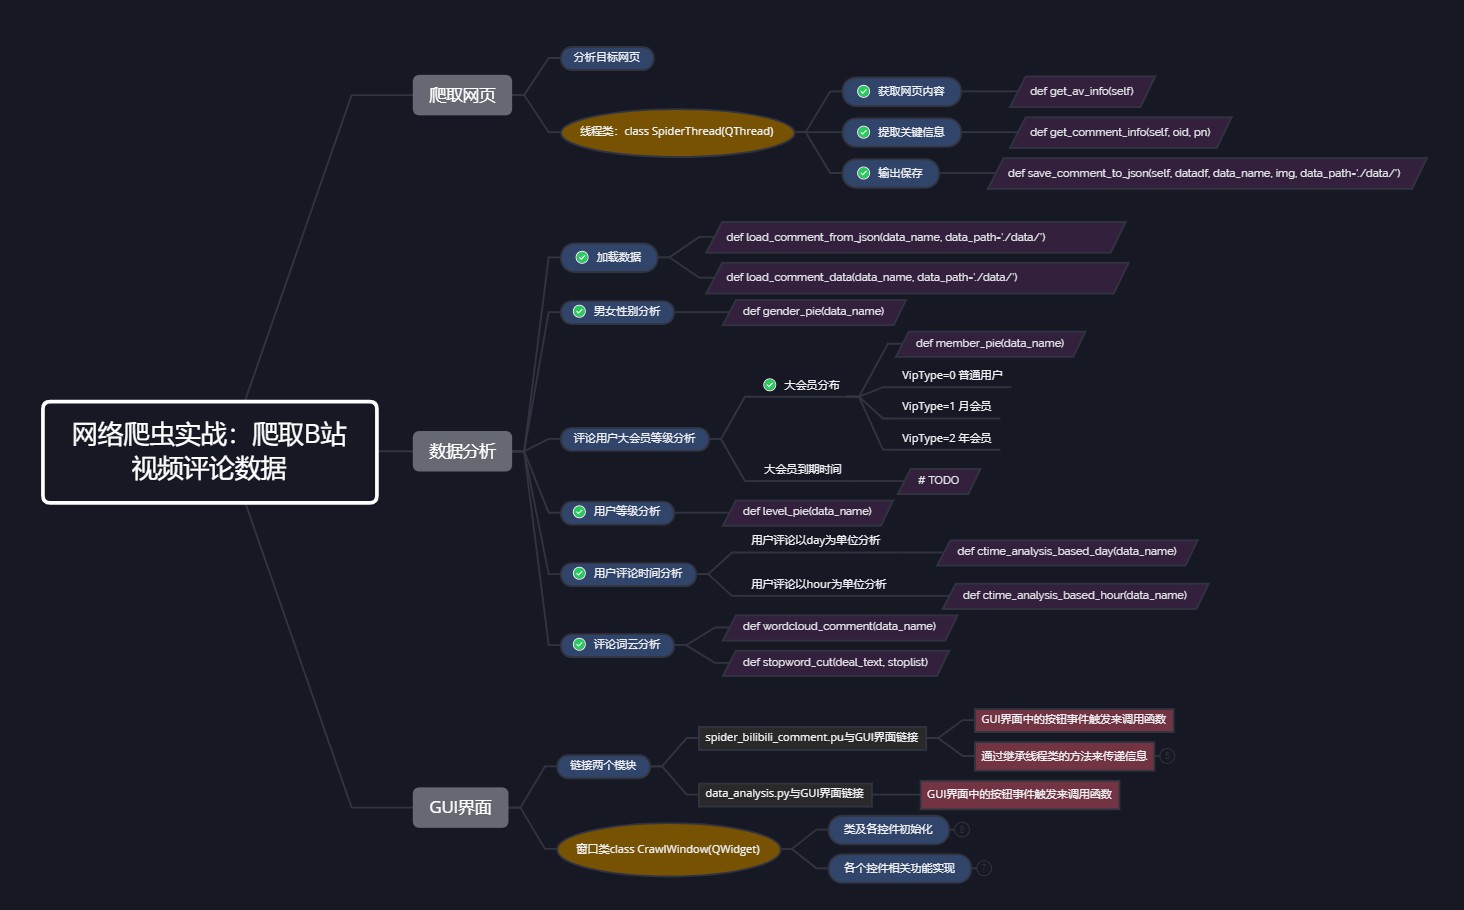 网络爬虫实战：爬取B站
视频评论数据
爬取网页
分析目标网页
线程类：class SpiderThread(QThread)
获取网页内容
def get_av_info(self)
提取关键信息
def get_comment_info(self, oid, pn)
输出保存
def save_comment_to_json(self, datadf, data_name, img, data_path='./data/')
数据分析
加载数据
def load_comment_from_json(data_name, data_path='./data/')
def load_comment_data(data_name, data_path='./data/')
男女性别分析
def gender_pie(data_name)
评论用户大会员等级分析
大会员分布
def member_pie(data_name)
VipType=0 普通用户
VipType=1 月会员
VipType=2 年会员
大会员到期时间
# TODO
用户等级分析
def level_pie(data_name)
用户评论时间分析
用户评论以day为单位分析
def ctime_analysis_based_day(data_name)
用户评论以hour为单位分析
def ctime_analysis_based_hour(data_name)
评论词云分析
def wordcloud_comment(data_name)
def stopword_cut(deal_text, stoplist)
GUI界面
链接两个模块
spider_bilibili_comment.pu与GUI界面链接
GUI界面中的按钮事件触发来调用函数
通过继承线程类的方法来传递信息
data_analysis.py与GUI界面链接
GUI界面中的按钮事件触发来调用函数
窗口类class CrawlWindow(QWidget)
类及各控件初始化
各个控件相关功能实现